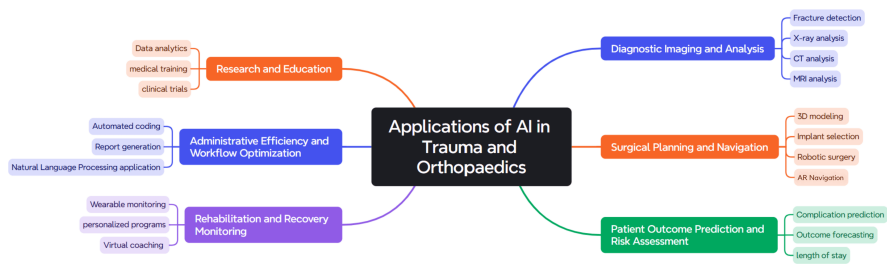 Applications of AI in
Trauma and
Orthopaedics
Research and Education
Data analytics
medical training
clinical trials
Administrative Efficiency and
Workflow Optimization
Automated coding
Report generation
Natural Language Processing application
Rehabilitation and Recovery
Monitoring
Wearable monitoring
personalized programs
Virtual coaching
Diagnostic Imaging and Analysis
Fracture detection
X-ray analysis
CT analysis
MRI analysis
Surgical Planning and Navigation
3D modeling
Implant selection
Robotic surgery
AR Navigation
Patient Outcome Prediction and
Risk Assessment
Complication prediction
Outcome forecasting
length of stay